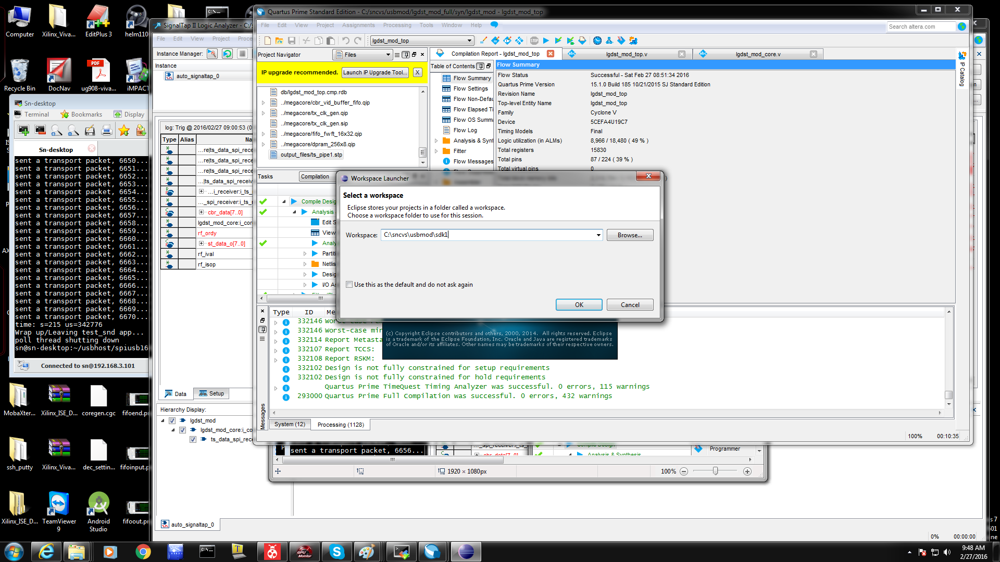 Computer
Xilinx_Viva...
EditPlus 3
helm110
Recycle Bin
DocNav
ug908-viva...
iMPACT
SignalTap II Logic Analyzer - C:/s
File Edit View Project Proce
Instance Manager:
Instance
auto_signaltap_0
Sn-desktop
Terminal Bookmarks Display
Sn-desktop
sent a transport packet, 6650...
sent a transport packet, 6651...
sent a transport packet, 6652...
sent a transport packet, 6653...
sent a transport packet, 6654...
sent a transport packet, 6655...
sent a transport packet, 6656...
sent a transport packet, 6657...
sent a transport packet, 6658...
sent a transport packet, 6659...
sent a transport packet, 6660...
sent a transport packet, 6661...
sent a transport packet, 6662...
sent a transport packet, 6663...
sent a transport packet, 6664...
sent a transport packet, 6665...
sent a transport packet, 6666...
sent a transport packet, 6667...
sent a transport packet, 6668...
sent a transport packet, 6669...
sent a transport packet, 6670...
time: s=215 us=342776
Wrap up/Leaving test_snd app...
poll thread shutting down
sn@sn-desktop:~/usbhost/spiusb16
Connected to sn@192.168.3.101
log: Trig @ 2016/02/27 09:00:53 (0
Type Alias Na
...re|ts_data_spi_rece
...re|ts_data_spi_rece
...re|ts_data_spi_rece
...|ts_data_spi_receiv
...i_receiver:i_ts_
..._spi_receiver:i_ts_r
cbr_data[7..0]
lgdst_mod_core:i_cor
rf_ordy
st_data_o[7..0]
rf_ival
rf_isop
Data Setup
Hierarchy Display:
lgdst_mod
lgdst_mod_core:i_co
ts_data_spi_rece
auto_signaltap_0
Quartus Prime Standard Edition - C:/sncvs/usbmod/lgdst_mod_full/syn/lgdst_mod - lgdst_mod_top
File Edit View Project Assignments Processing Tools Window Help
Search altera.com
lgdst_mod_top
STOP
Project Navigator Files
IP upgrade recommended. Launch IP Upgrade Tool... X
db/lgdst_mod_top.cmp.rdb
../megacore/cbr_vid_buffer_fifo.qip
../megacore/tx_clk_gen.qip
../megacore/tx_clk_gen.sip
../megacore/fifo_fwft_16x32.qip
../megacore/dpram_256x8.qip
output_files/ts_pipe1.stp
Tasks Compilation
Compile Desig
Analysis
Edit S
View
Analy
Partiti
Netlis
Desig
I/O As
Compilation Report - lgdst_mod_top
lgdst_mod_top.v
lgdst_mod_core.v
IP Catalog
Table of Contents
Flow Summary
Flow Settings
Flow Non-Defau
Flow Elapsed Ti
Flow OS Summa
Flow Log
Analysis & Synt
Fitter
Flow Messages
Flow Summary
Flow Status Successful - Sat Feb 27 08:51:34 2016
Quartus Prime Version 15.1.0 Build 185 10/21/2015 SJ Standard Edition
Revision Name lgdst_mod_top
Top-level Entity Name lgdst_mod_top
Family Cyclone V
Device 5CEFA4U19C7
Timing Models Final
Logic utilization (in ALMs) 8,966 / 18,480 ( 49 % )
Total registers 15830
Total pins 87 / 224 ( 39 % )
Total virtual pins 0
Workspace Launcher
Select a workspace
Eclipse stores your projects in a folder called a workspace.
Choose a workspace folder to use for this session.
Workspace: C:\sncvs\usbmod\sdk1 Browse...
Use this as the default and do not ask again
OK Cancel
(c) Copyright Eclipse contributors and others, 2000, 2014. All rights reserved. Eclipse
is a trademark of the Eclipse Foundation, Inc. Oracle and Java are registered trademarks
of Oracle and/or its affiliates. Other names may be trademarks of their respective owners.
Type ID Me
332146 Worst-case rem
332146 Worst-case min
332114 Report Metasta
332107 Report TCCS:
332108 Report RSKM:
332102 Design is not fully constrained for setup requirements
332102 Design is not fully constrained for hold requirements
Quartus Prime TimeQuest Timing Analyzer was successful. 0 errors, 115 warnings
293000 Quartus Prime Full Compilation was successful. 0 errors, 432 warnings
Messages
System (12) Processing (1128)
100% 00:10:35
sent a transport packet, 6656...
_spi_receiver:i_ts_
cbr_data[7..0]
Compile Design
Analysis & Synthesis
Programmer
1920 × 1080px
100%
0% 00:00:00
MobaXter...
Xilinx_ISE_D...
coregen.cgc
fifoend.pr
ssh_putty
Xilinx_Viva...
dec_settin...
fifoinput.pr
Xilinx_ISE_D...
TeamViewer 9
Android Studio
fifoout.pr
9:48 AM
2/27/2016